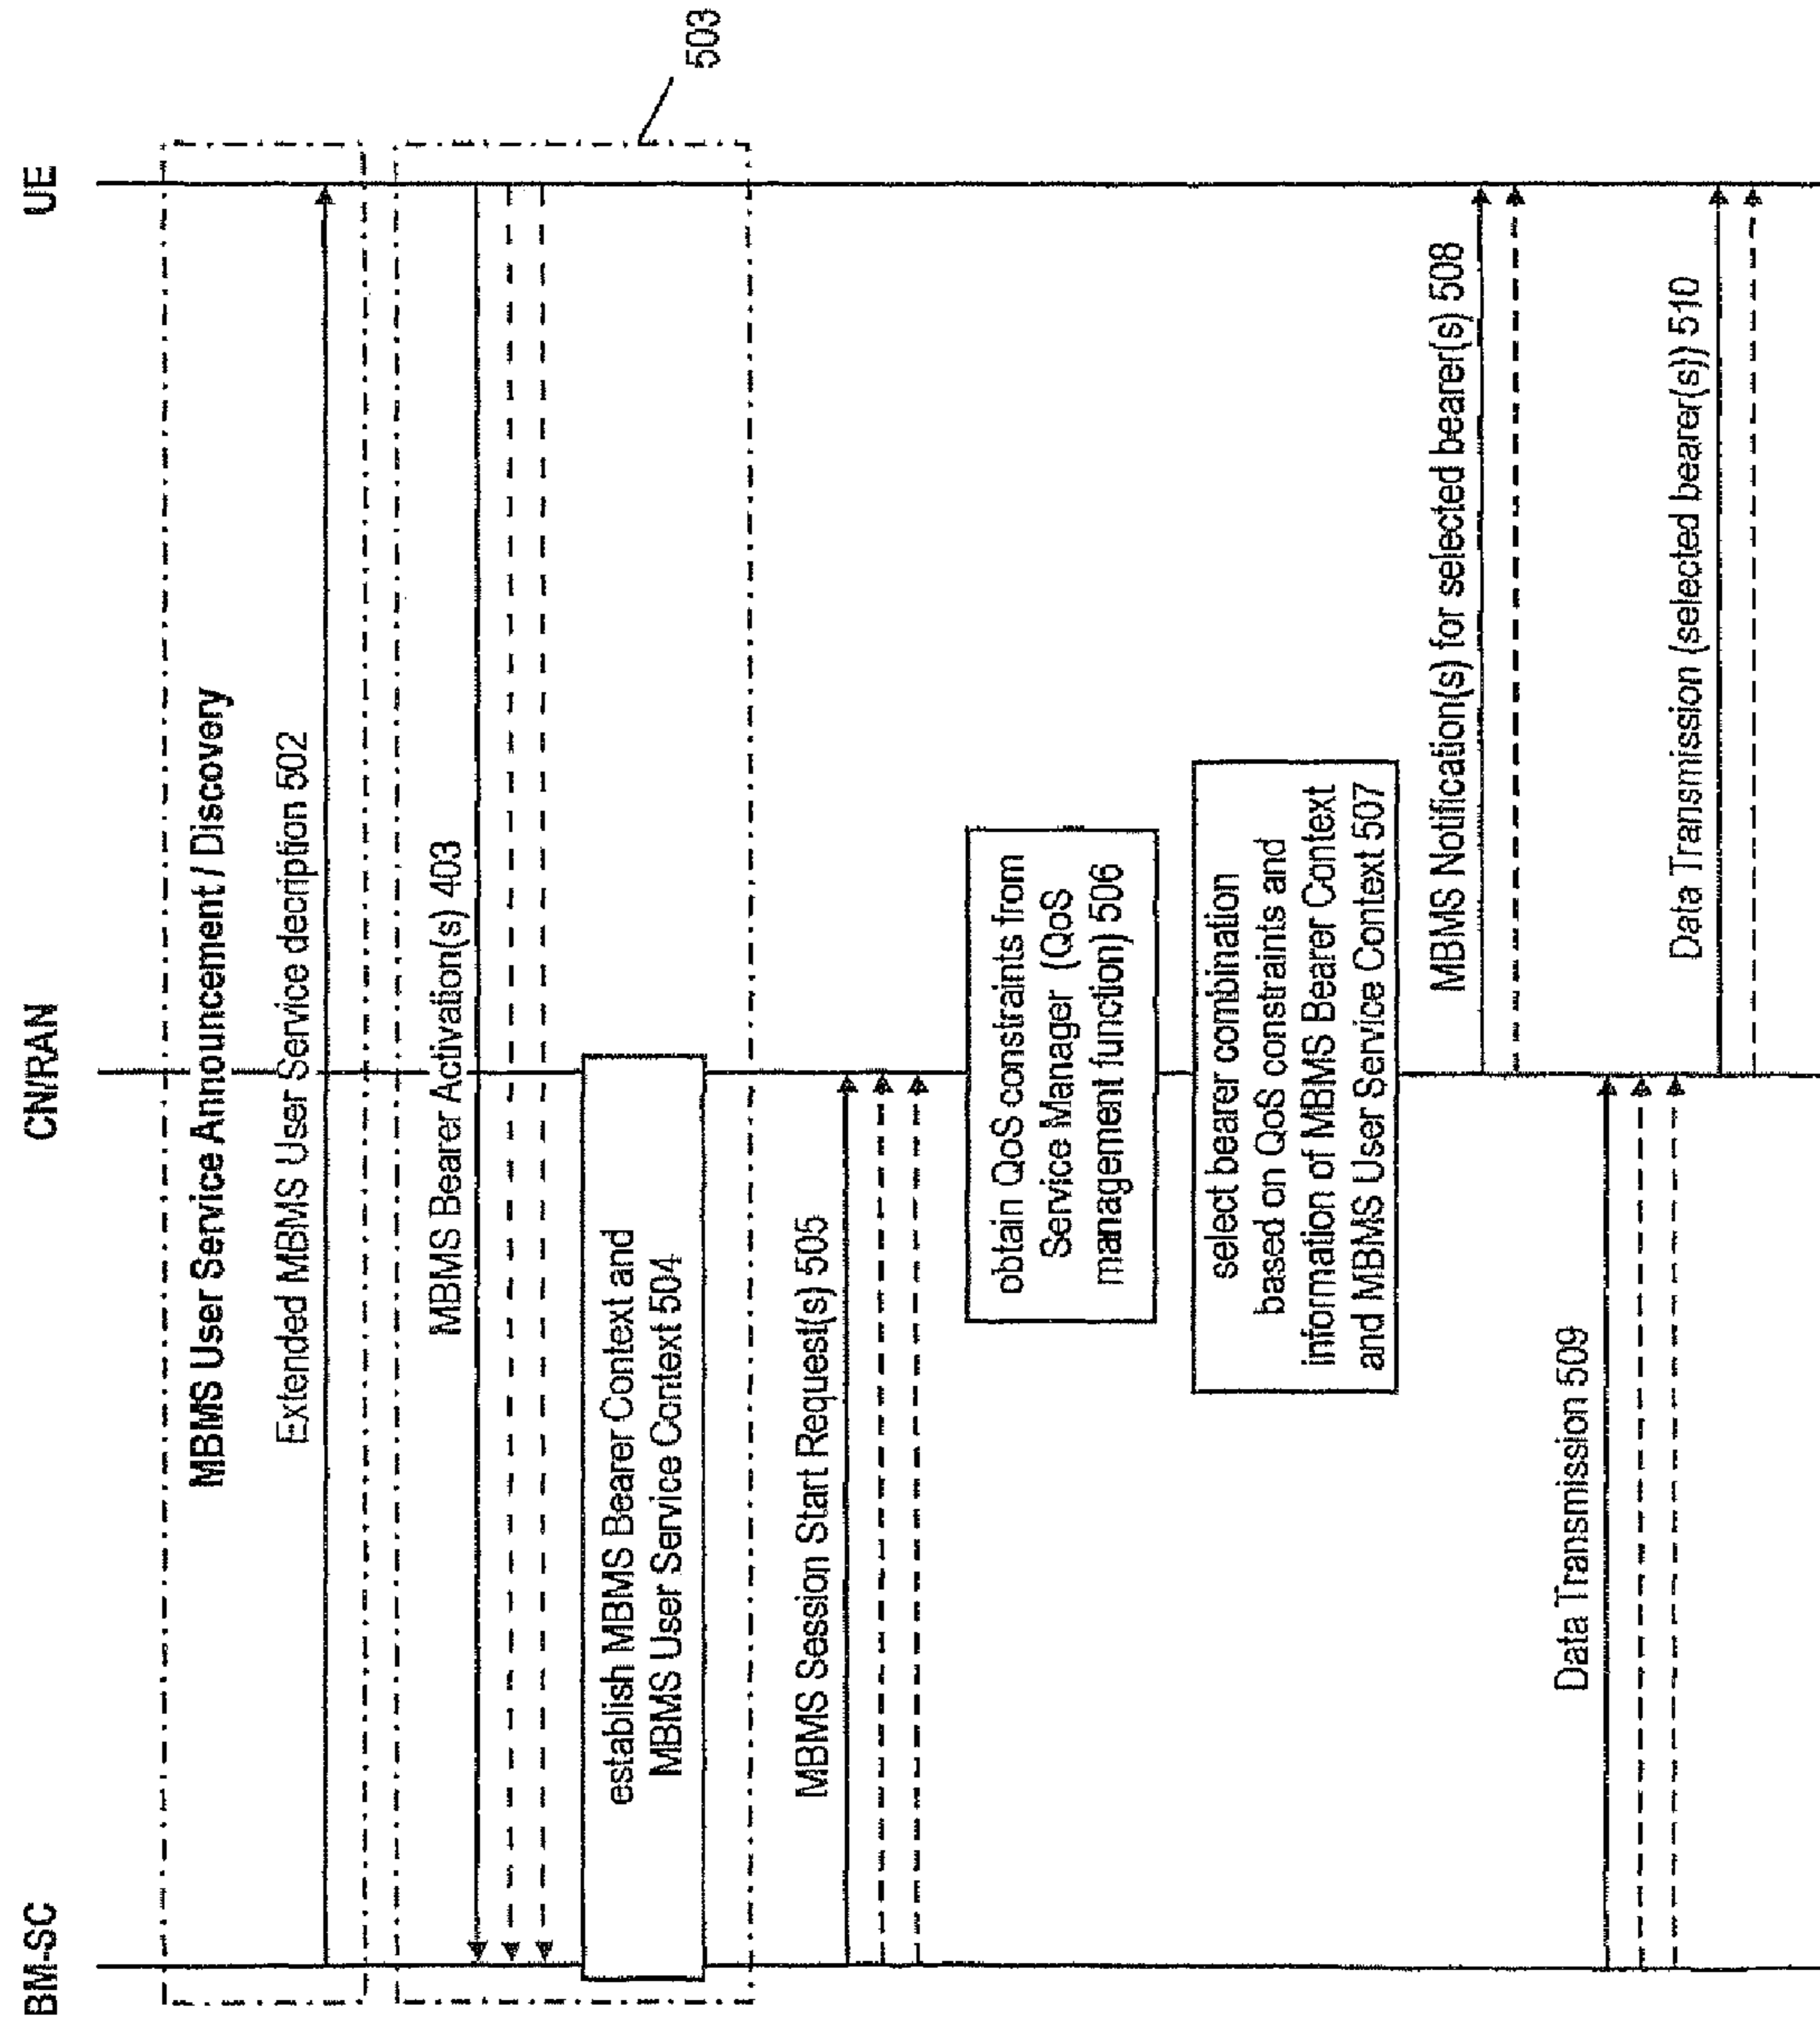 BM-SC
CN/RAN
UE
MBMS User Service Announcement / Discovery
Extended MBMS User Service decription 502
MBMS Bearer Activation(s) 403
503
establish MBMS Bearer Context and
MBMS User Service Context 504
MBMS Session Start Request(s) 505
obtain QoS constraints from
Service Manager (QoS
management function) 506
select bearer combination
based on QoS constraints and
information of MBMS Bearer Context
and MBMS User Service Context 507
MBMS Notification(s) for selected bearer(s) 508
Data Transmission 509
Data Transmission (selected bearer(s)) 510